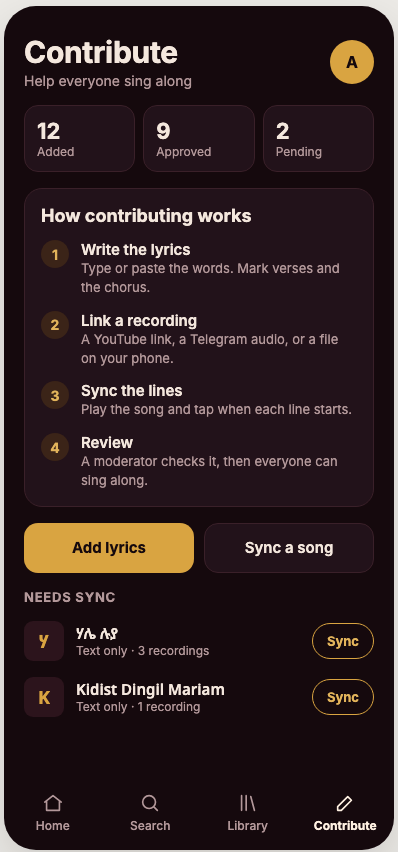 Contribute
Help everyone sing along
A
12
Added
9
Approved
2
Pending
How contributing works
1
Write the lyrics
Type or paste the words. Mark verses and
the chorus.
2
Link a recording
A YouTube link, a Telegram audio, or a file
on your phone.
3
Sync the lines
Play the song and tap when each line starts.
4
Review
A moderator checks it, then everyone can
sing along.
Add lyrics
Sync a song
NEEDS SYNC
Text only · 3 recordings
Sync
K
Kidist Dingil Mariam
Text only · 1 recording
Sync
Home
Search
Library
Contribute